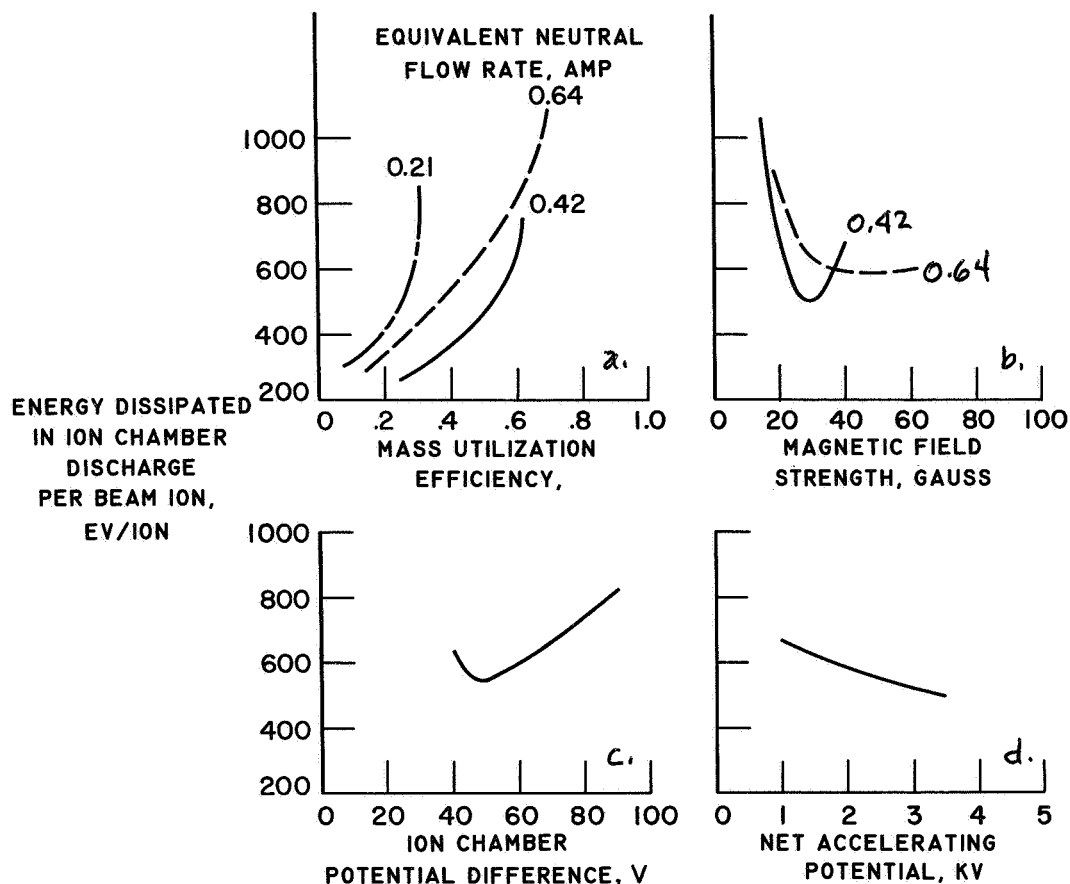 EQUIVALENT NEUTRAL
FLOW RATE, AMP
0.64
0.21
0.42
1000
800
600
400
200
0 .2 .4 .6 .8 1.0
a.
MASS UTILIZATION
EFFICIENCY,
0.42
0.64
b.
0 20 40 60 80 100
MAGNETIC FIELD
STRENGTH, GAUSS
ENERGY DISSIPATED
IN ION CHAMBER
DISCHARGE
PER BEAM ION,
EV/ION
1000
800
600
400
200
c.
0 20 40 60 80 100
ION CHAMBER
POTENTIAL DIFFERENCE, V
d.
0 1 2 3 4 5
NET ACCELERATING
POTENTIAL, KV